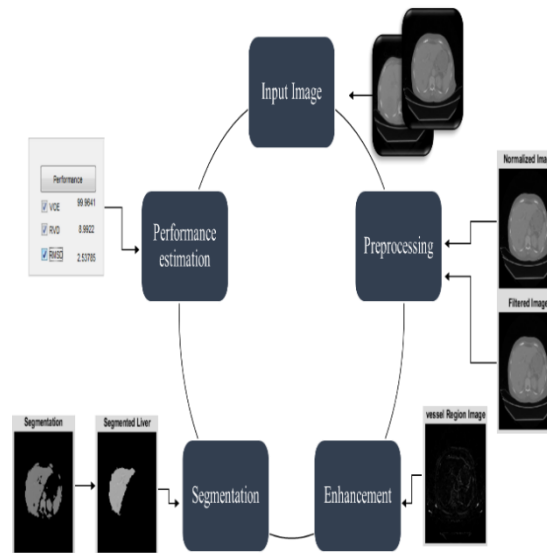 Input Image
Normalized Ima
Performance
VOE 99.9641
RVD 8.9922
RMSD 2.53785
Performance
estimation
Preprocessing
Filtered Image
Segmentation
Segmented Liver
vessel Region Image
Segmentation
Enhancement